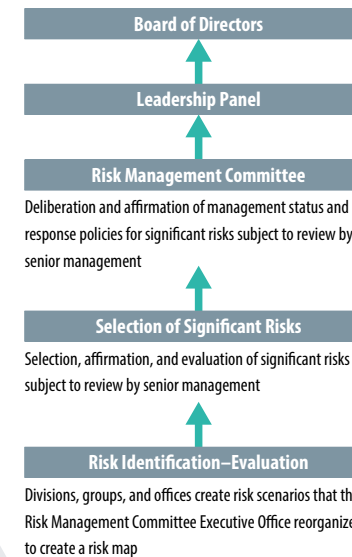 Board of Directors
Leadership Panel
Risk Management Committee
Deliberation and affirmation of management status and
response policies for significant risks subject to review by
senior management
Selection of Significant Risks
Selection, affirmation, and evaluation of significant risks
subject to review by senior management
Risk Identification–Evaluation
Divisions, groups, and offices create risk scenarios that th
Risk Management Committee Executive Office reorganize
to create a risk map